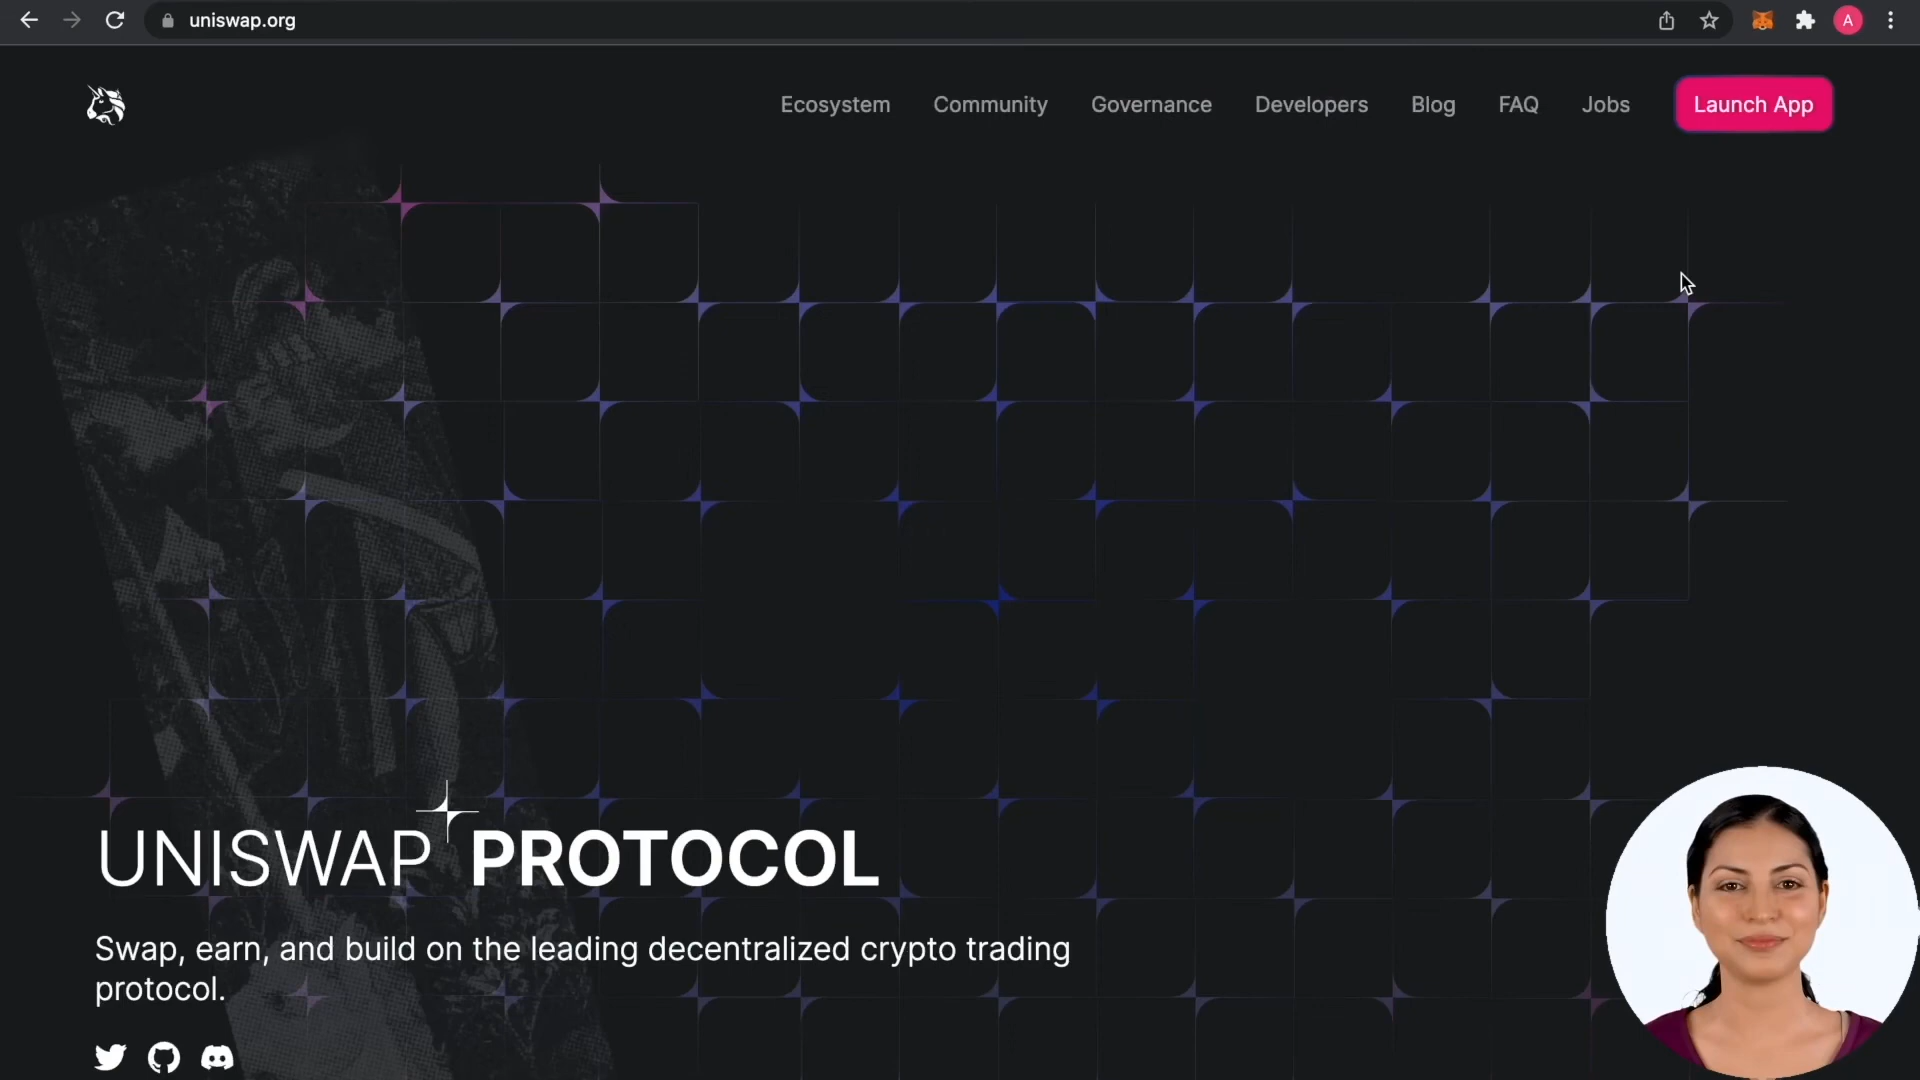 uniswap.org
A
Ecosystem Community Governance Developers Blog FAQ Jobs Launch App
UNISWAP PROTOCOL
Swap, earn, and build on the leading decentralized crypto trading
protocol.